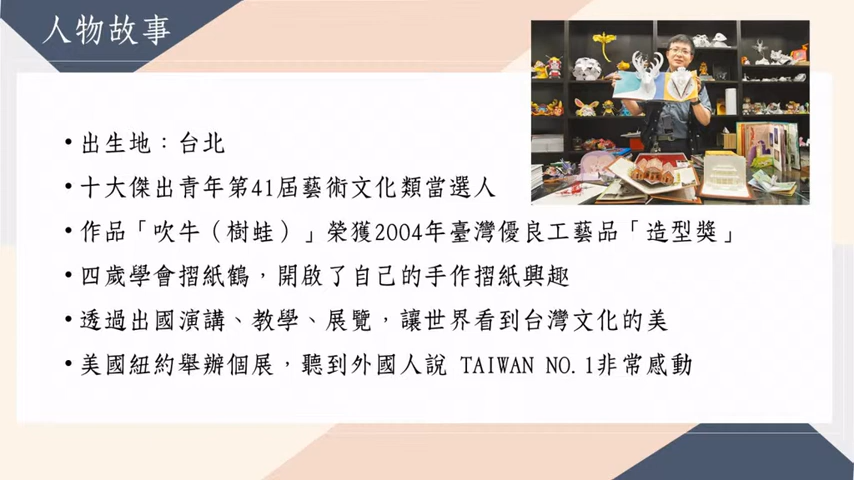 人物故事
•出生地：台北
•十大傑出青年第41屆藝術文化類當選人
•作品「吹牛（樹蛙）」榮獲2004年臺灣優良工藝品「造型獎」
•四歲學會摺紙鶴，開啟了自己的手作摺紙興趣
•透過出國演講、教學、展覽，讓世界看到台灣文化的美
•美國紐約舉辦個展，聽到外國人說 TAIWAN NO.1非常感動